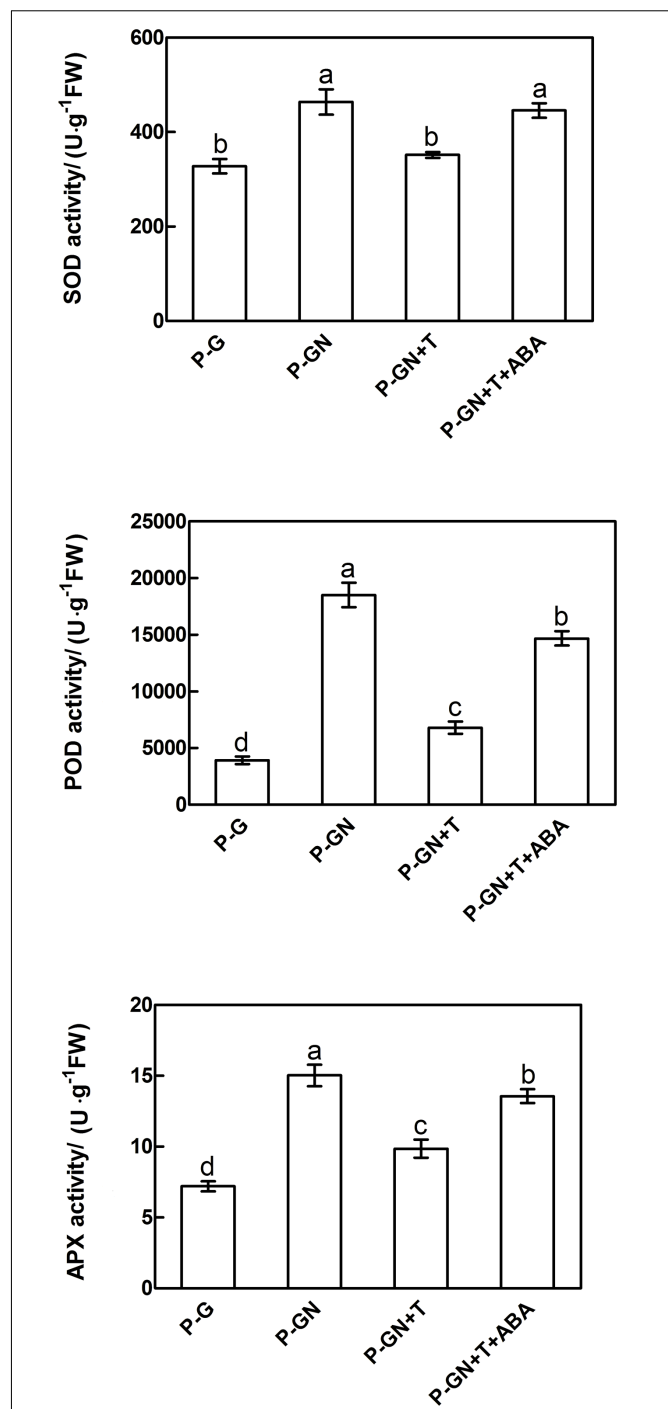 SOD activity/ (U·g⁻¹FW)
600
400
200
0
b
a
b
a
P-G
P-GN
P-GN+T
P-GN+T+ABA
POD activity/ (U·g⁻¹FW)
25000
20000
15000
10000
5000
0
d
a
c
b
P-G
P-GN
P-GN+T
P-GN+T+ABA
APX activity/ (U·g⁻¹FW)
20
15
10
5
0
d
a
c
b
P-G
P-GN
P-GN+T
P-GN+T+ABA